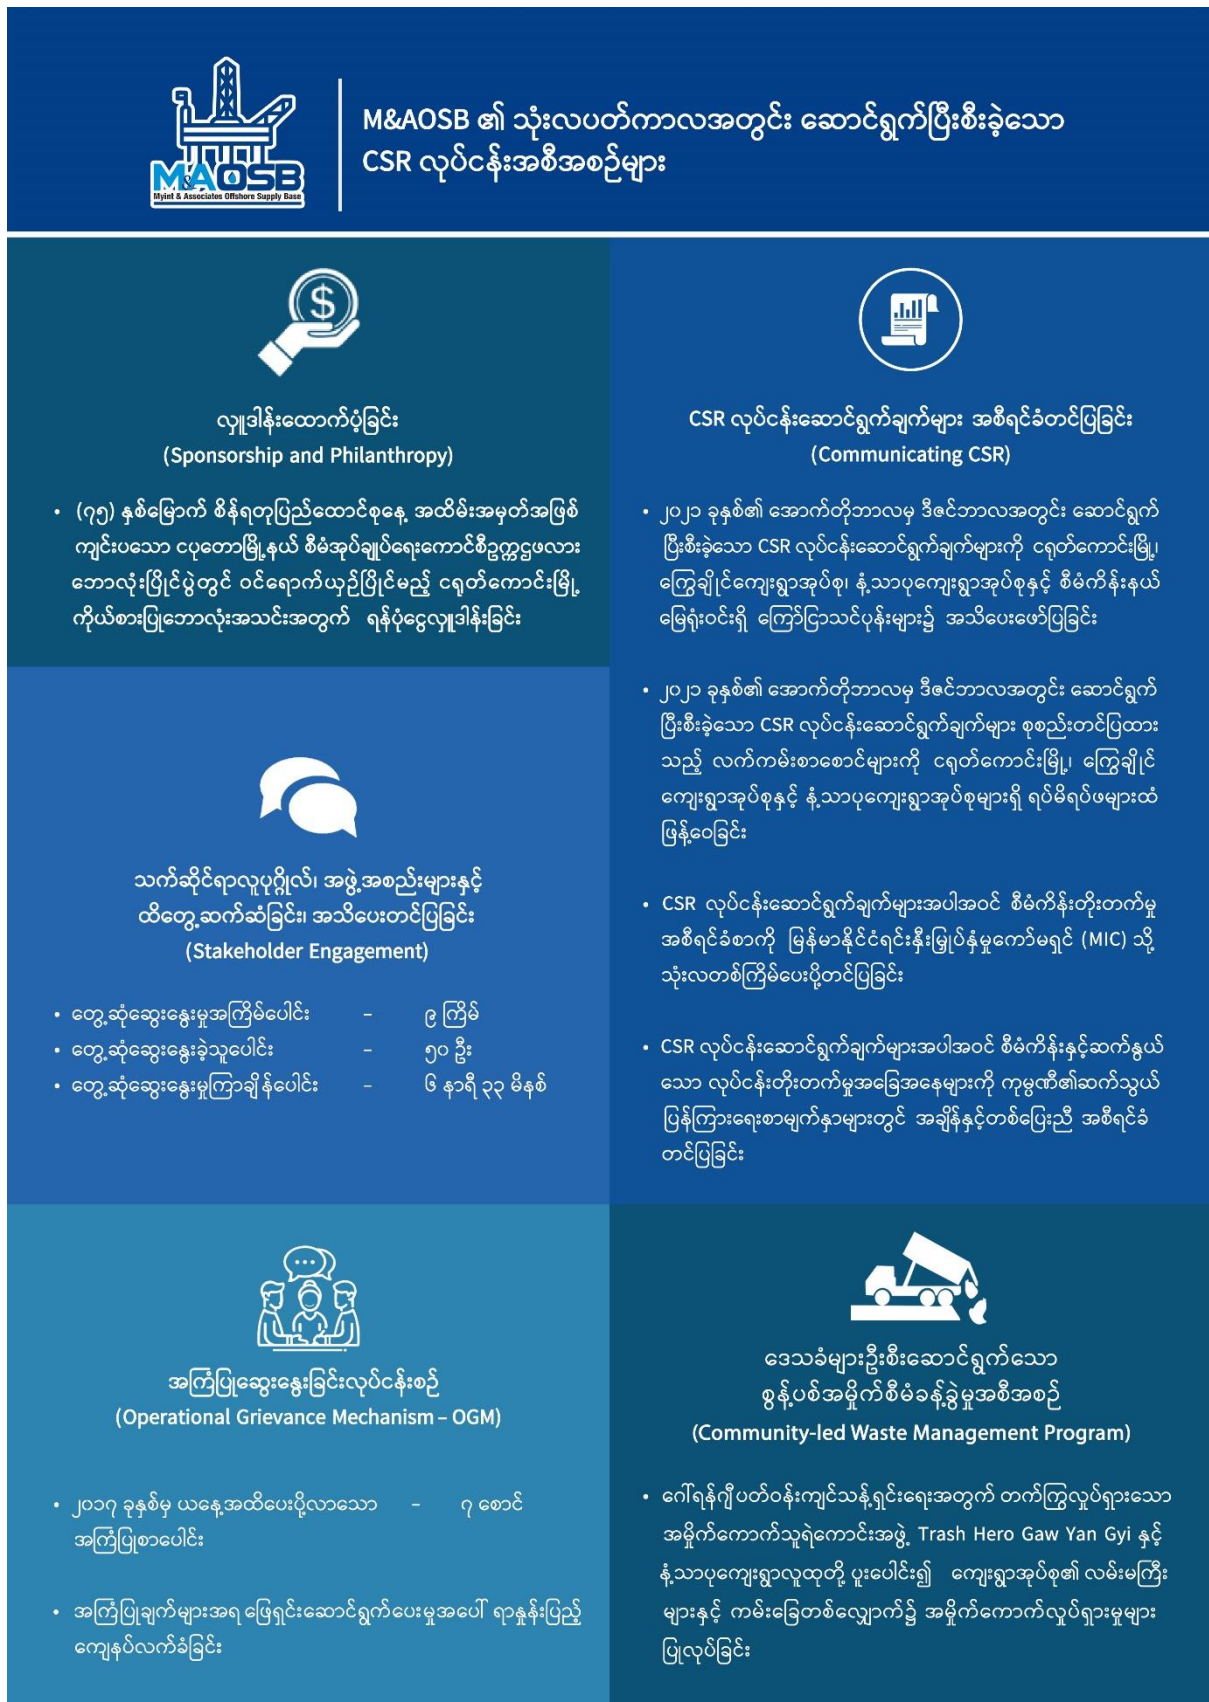 M&AOSB
Myint & Associates Offshore Supply Base
M&AOSB ၏ သုံးလပတ်ကာလအတွင်း ဆောင်ရွက်ပြီးစီးခဲ့သော
CSR လုပ်ငန်းအစီအစဉ်များ
လှူဒါန်းထောက်ပံ့ခြင်း
(Sponsorship and Philanthropy)
• (၇၅) နှစ်မြောက် စိန်ရတုပြည်ထောင်စုနေ့ အထိမ်းအမှတ်အဖြစ်
ကျင်းပသော ငပုတောမြို့နယ် စီမံအုပ်ချုပ်ရေးကောင်စီဥက္ကဋ္ဌဖလား
ဘောလုံးပြိုင်ပွဲတွင် ဝင်ရောက်ယှဉ်ပြိုင်မည့် ငရုတ်ကောင်းမြို့
ကိုယ်စားပြုဘောလုံးအသင်းအတွက် ရန်ပုံငွေလှူဒါန်းခြင်း
သက်ဆိုင်ရာလူပုဂ္ဂိုလ်၊ အဖွဲ့အစည်းများနှင့်
ထိတွေ့ဆက်ဆံခြင်း၊ အသိပေးတင်ပြခြင်း
(Stakeholder Engagement)
• တွေ့ဆုံဆွေးနွေးမှုအကြိမ်ပေါင်း – ၉ ကြိမ်
• တွေ့ဆုံဆွေးနွေးခဲ့သူပေါင်း – ၅၀ ဦး
• တွေ့ဆုံဆွေးနွေးမှုကြာချိန်ပေါင်း – ၆ နာရီ ၃၃ မိနစ်
အကြံပြုဆွေးနွေးခြင်းလုပ်ငန်းစဉ်
(Operational Grievance Mechanism – OGM)
• ၂၀၁၇ ခုနှစ်မှ ယနေ့အထိပေးပို့လာသော – ၇ စောင်
အကြံပြုစာပေါင်း
• အကြံပြုချက်များအရ ဖြေရှင်းဆောင်ရွက်ပေးမှုအပေါ် ရာနှုန်းပြည့်
ကျေနပ်လက်ခံခြင်း
CSR လုပ်ငန်းဆောင်ရွက်ချက်များ အစီရင်ခံတင်ပြခြင်း
(Communicating CSR)
• ၂၀၂၁ ခုနှစ်၏ အောက်တိုဘာလမှ ဒီဇင်ဘာလအတွင်း ဆောင်ရွက်
ပြီးစီးခဲ့သော CSR လုပ်ငန်းဆောင်ရွက်ချက်များကို ငရုတ်ကောင်းမြို့၊
ကြွေချိုင်ကျေးရွာအုပ်စု၊ နံ့သာပုကျေးရွာအုပ်စုနှင့် စီမံကိန်းနယ်
မြေရုံးဝင်းရှိ ကြော်ငြာသင်ပုန်းများ၌ အသိပေးဖော်ပြခြင်း
• ၂၀၂၁ ခုနှစ်၏ အောက်တိုဘာလမှ ဒီဇင်ဘာလအတွင်း ဆောင်ရွက်
ပြီးစီးခဲ့သော CSR လုပ်ငန်းဆောင်ရွက်ချက်များ စုစည်းတင်ပြထား
သည့် လက်ကမ်းစာစောင်များကို ငရုတ်ကောင်းမြို့၊ ကြွေချိုင်
ကျေးရွာအုပ်စုနှင့် နံ့သာပုကျေးရွာအုပ်စုများရှိ ရပ်မိရပ်ဖများထံ
ဖြန့်ဝေခြင်း
• CSR လုပ်ငန်းဆောင်ရွက်ချက်များအပါအဝင် စီမံကိန်းတိုးတက်မှု
အစီရင်ခံစာကို မြန်မာနိုင်ငံရင်းနှီးမြှုပ်နှံမှုကော်မရှင် (MIC) သို့
သုံးလတစ်ကြိမ်ပေးပို့တင်ပြခြင်း
• CSR လုပ်ငန်းဆောင်ရွက်ချက်များအပါအဝင် စီမံကိန်းနှင့်ဆက်နွယ်
သော လုပ်ငန်းတိုးတက်မှုအခြေအနေများကို ကုမ္ပဏီ၏ဆက်သွယ်
ပြန်ကြားရေးစာမျက်နှာများတွင် အချိန်နှင့်တစ်ပြေးညီ အစီရင်ခံ
တင်ပြခြင်း
ဒေသခံများဦးစီးဆောင်ရွက်သော
စွန့်ပစ်အမှိုက်စီမံခန့်ခွဲမှုအစီအစဉ်
(Community-led Waste Management Program)
• ဂေါ်ရန်ဂျီပတ်ဝန်းကျင်သန့်ရှင်းရေးအတွက် တက်ကြွလှုပ်ရှားသော
အမှိုက်ကောက်သူရဲကောင်းအဖွဲ့ Trash Hero Gaw Yan Gyi နှင့်
နံ့သာပုကျေးရွာလူထုတို့ ပူးပေါင်း၍ ကျေးရွာအုပ်စု၏ လမ်းမကြီး
များနှင့် ကမ်းခြေတစ်လျှောက်၌ အမှိုက်ကောက်လှုပ်ရှားမှုများ
ပြုလုပ်ခြင်း